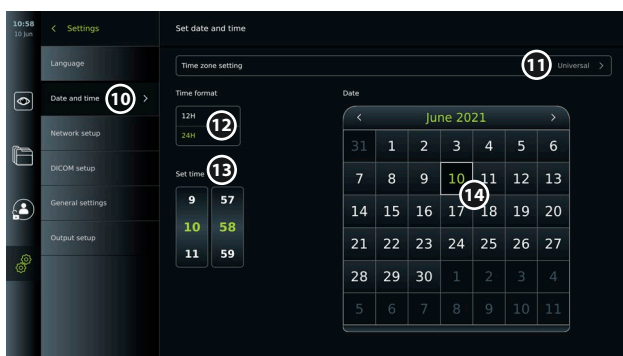 10:58
10 Jun
Settings
Language
Date and time 10
Network setup
DICOM setup
General settings
Output setup
Set date and time
Time zone setting 11 Universal
Time format
12H
24H
12
Set time 13
9 57
10 58
11 59
Date
June 2021
31 1 2 3 4 5 6
7 8 9 10 11 12 13
14
14 15 16 17 18 19 20
21 22 23 24 25 26 27
28 29 30 1 2 3 4
5 6 7 8 9 10 11